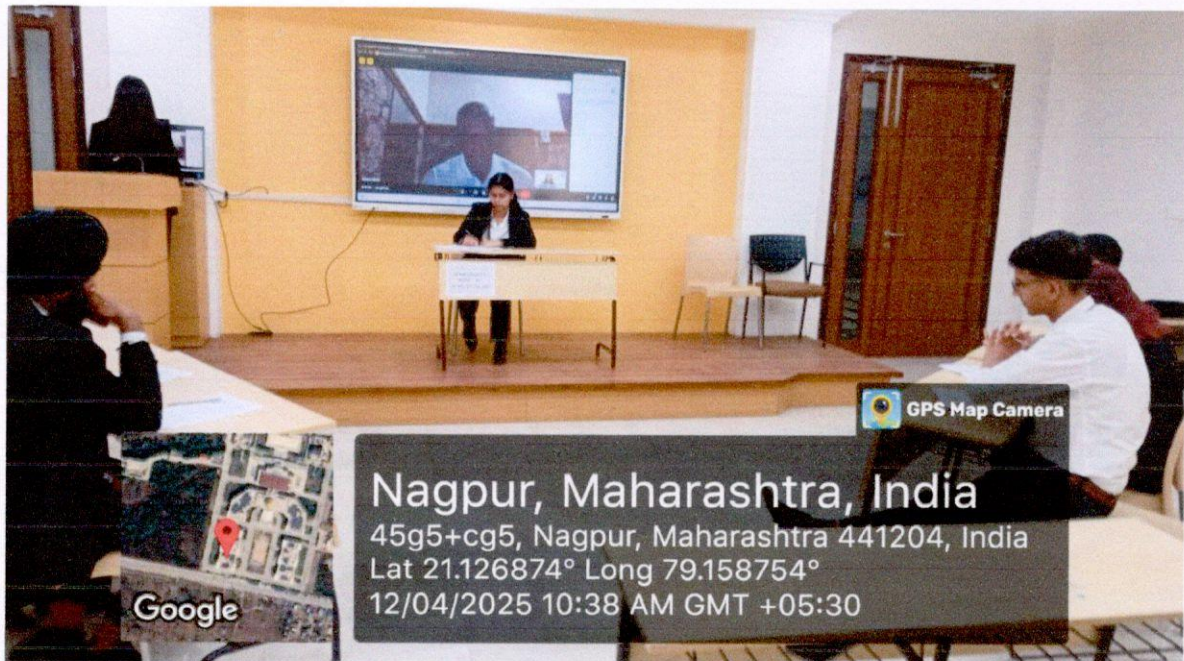 GPS Map Camera
Nagpur, Maharashtra, India
45g5+cg5, Nagpur, Maharashtra 441204, India
Lat 21.126874° Long 79.158754°
12/04/2025 10:38 AM GMT +05:30
Google